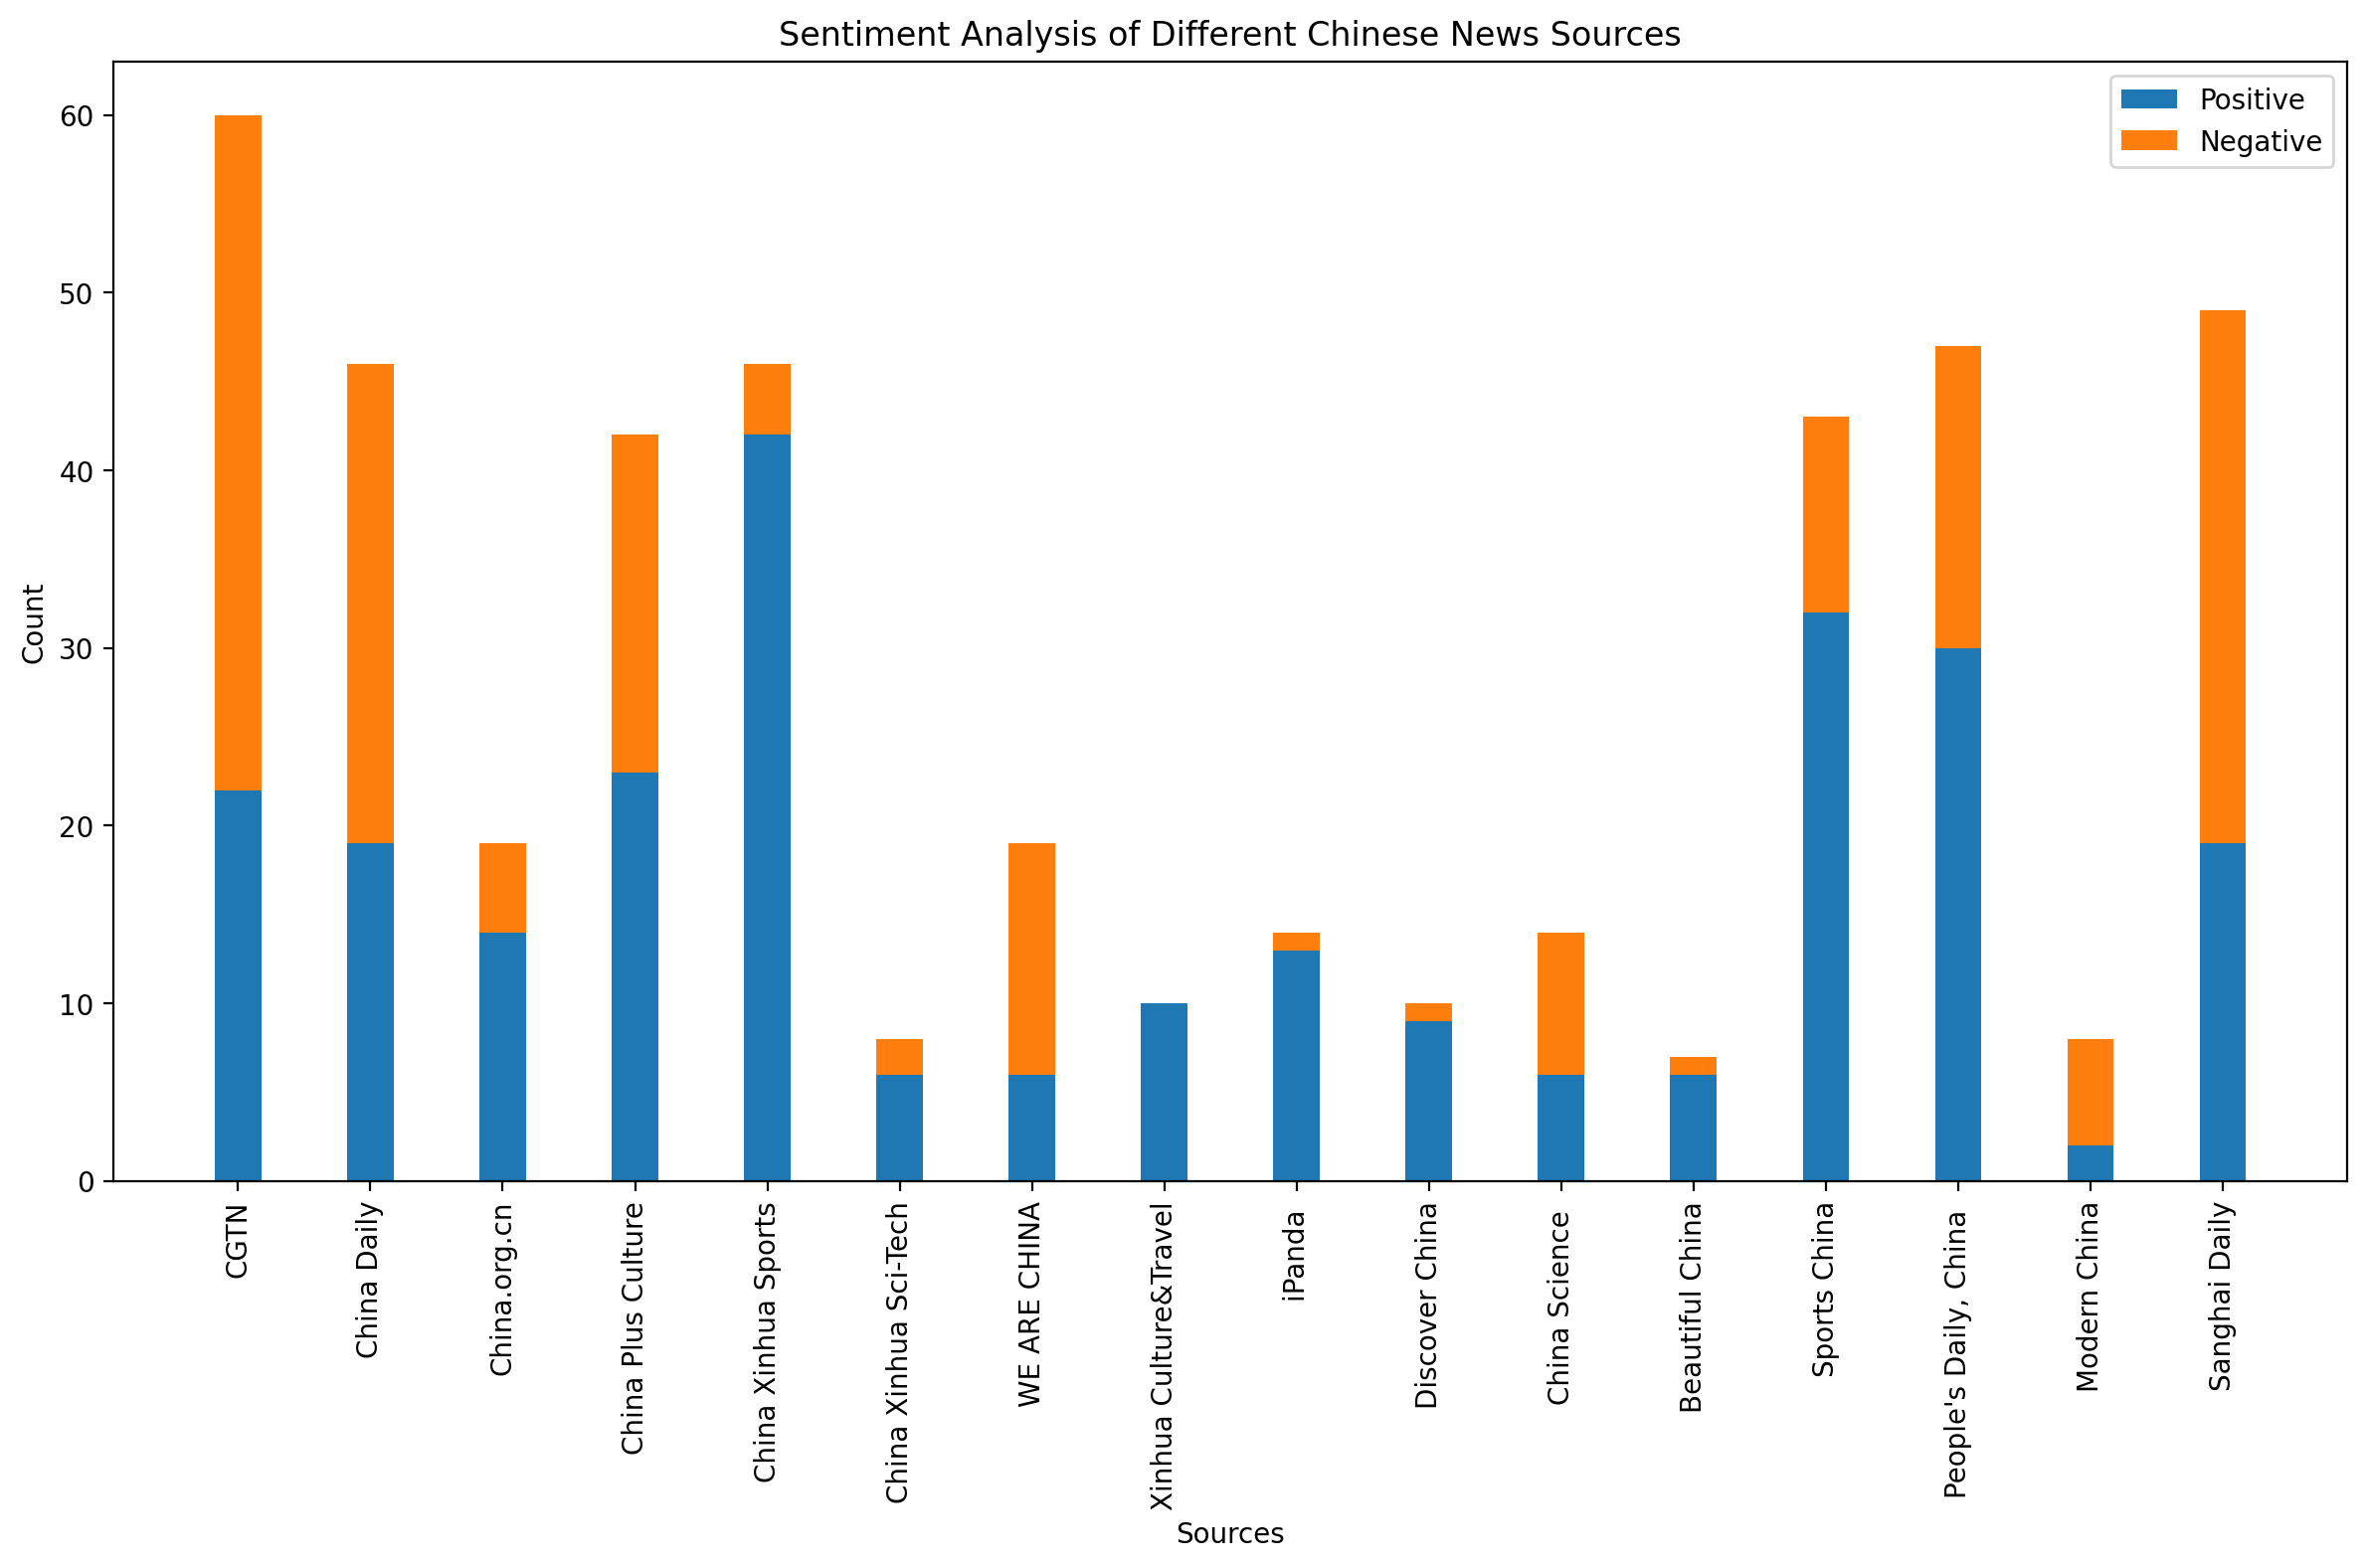 Sentiment Analysis of Different Chinese News Sources
Positive
Negative
Count
60
50
40
30
20
10
0
CGTN
China Daily
China.org.cn
China Plus Culture
China Xinhua Sports
China Xinhua Sci-Tech
WE ARE CHINA
Xinhua Culture&Travel
iPanda
Discover China
China Science
Beautiful China
Sports China
People's Daily, China
Modern China
Sanghai Daily
Sources